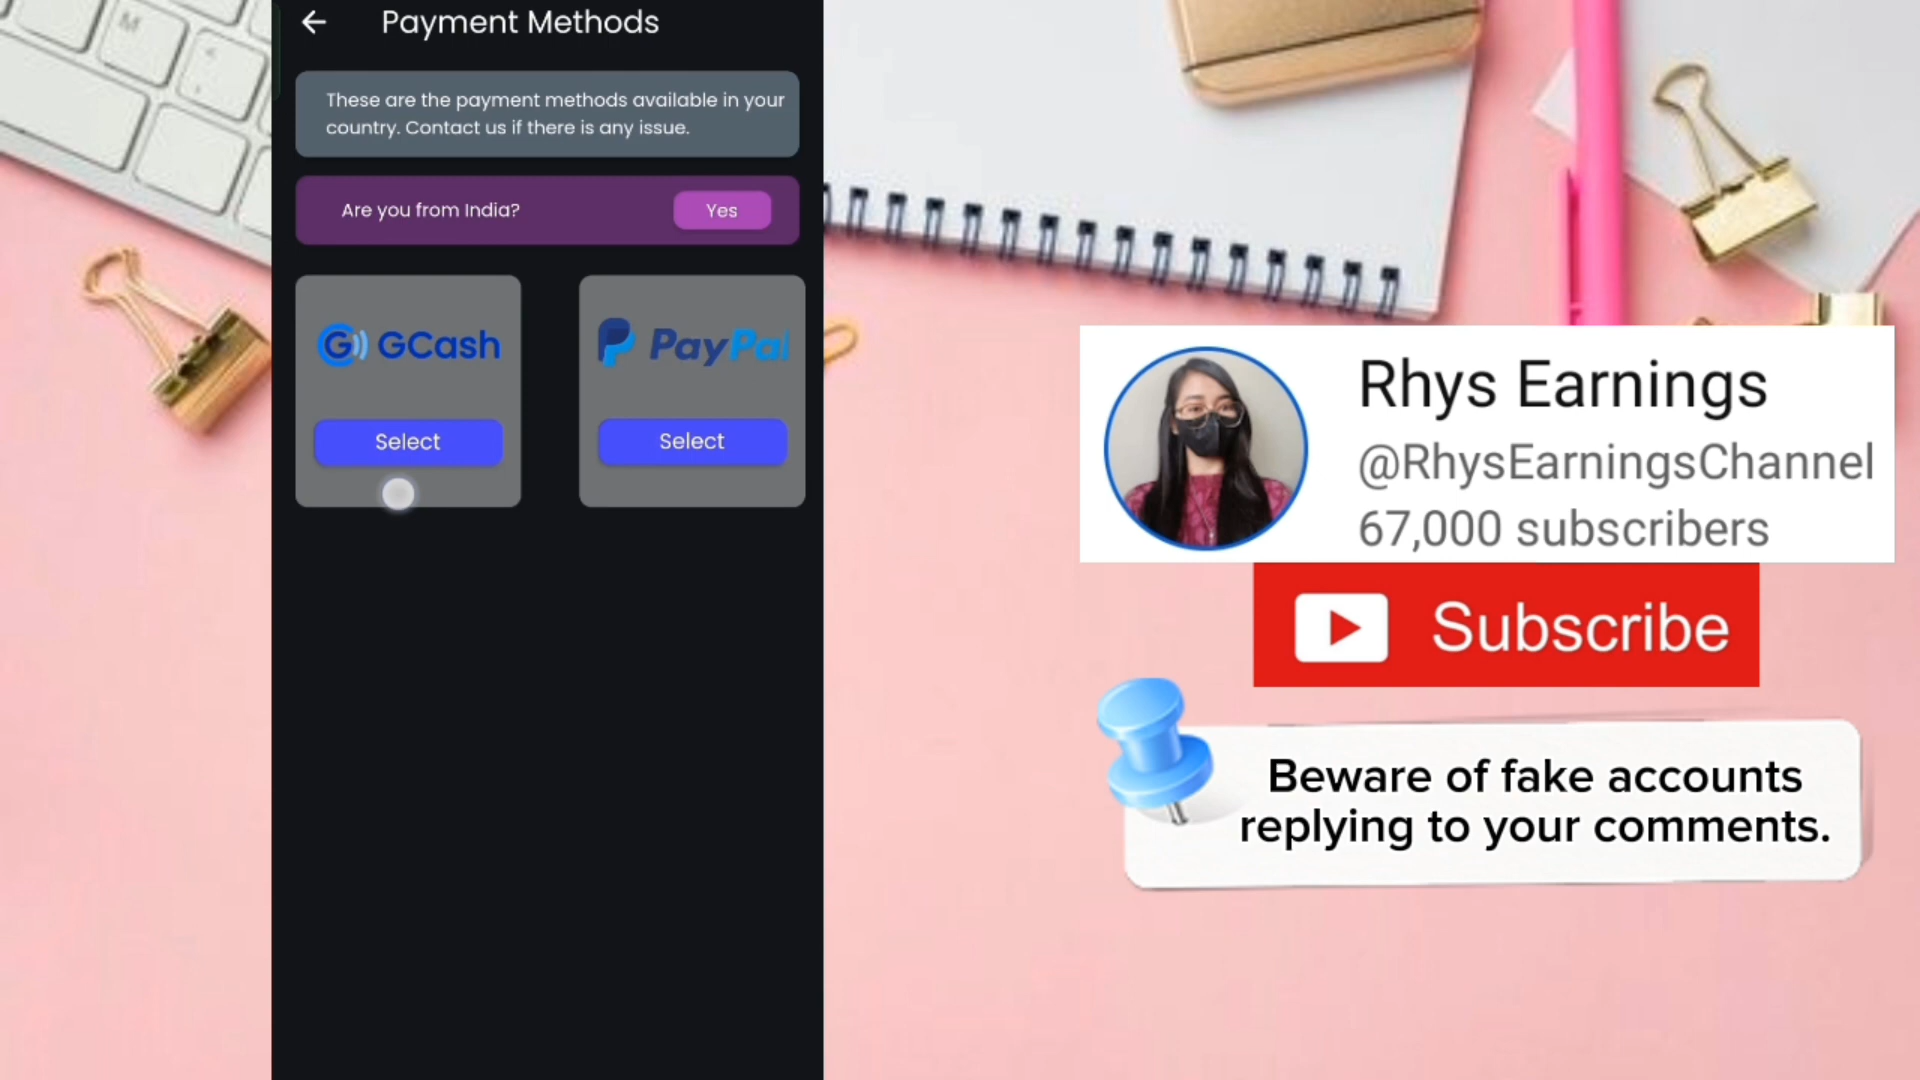 Payment Methods
These are the payment methods available in your
country. Contact us if there is any issue.
Are you from India?
Yes
GCash
PayPal
Select
Select
Rhys Earnings
@RhysEarningsChannel
67,000 subscribers
Subscribe
Beware of fake accounts
replying to your comments.
M